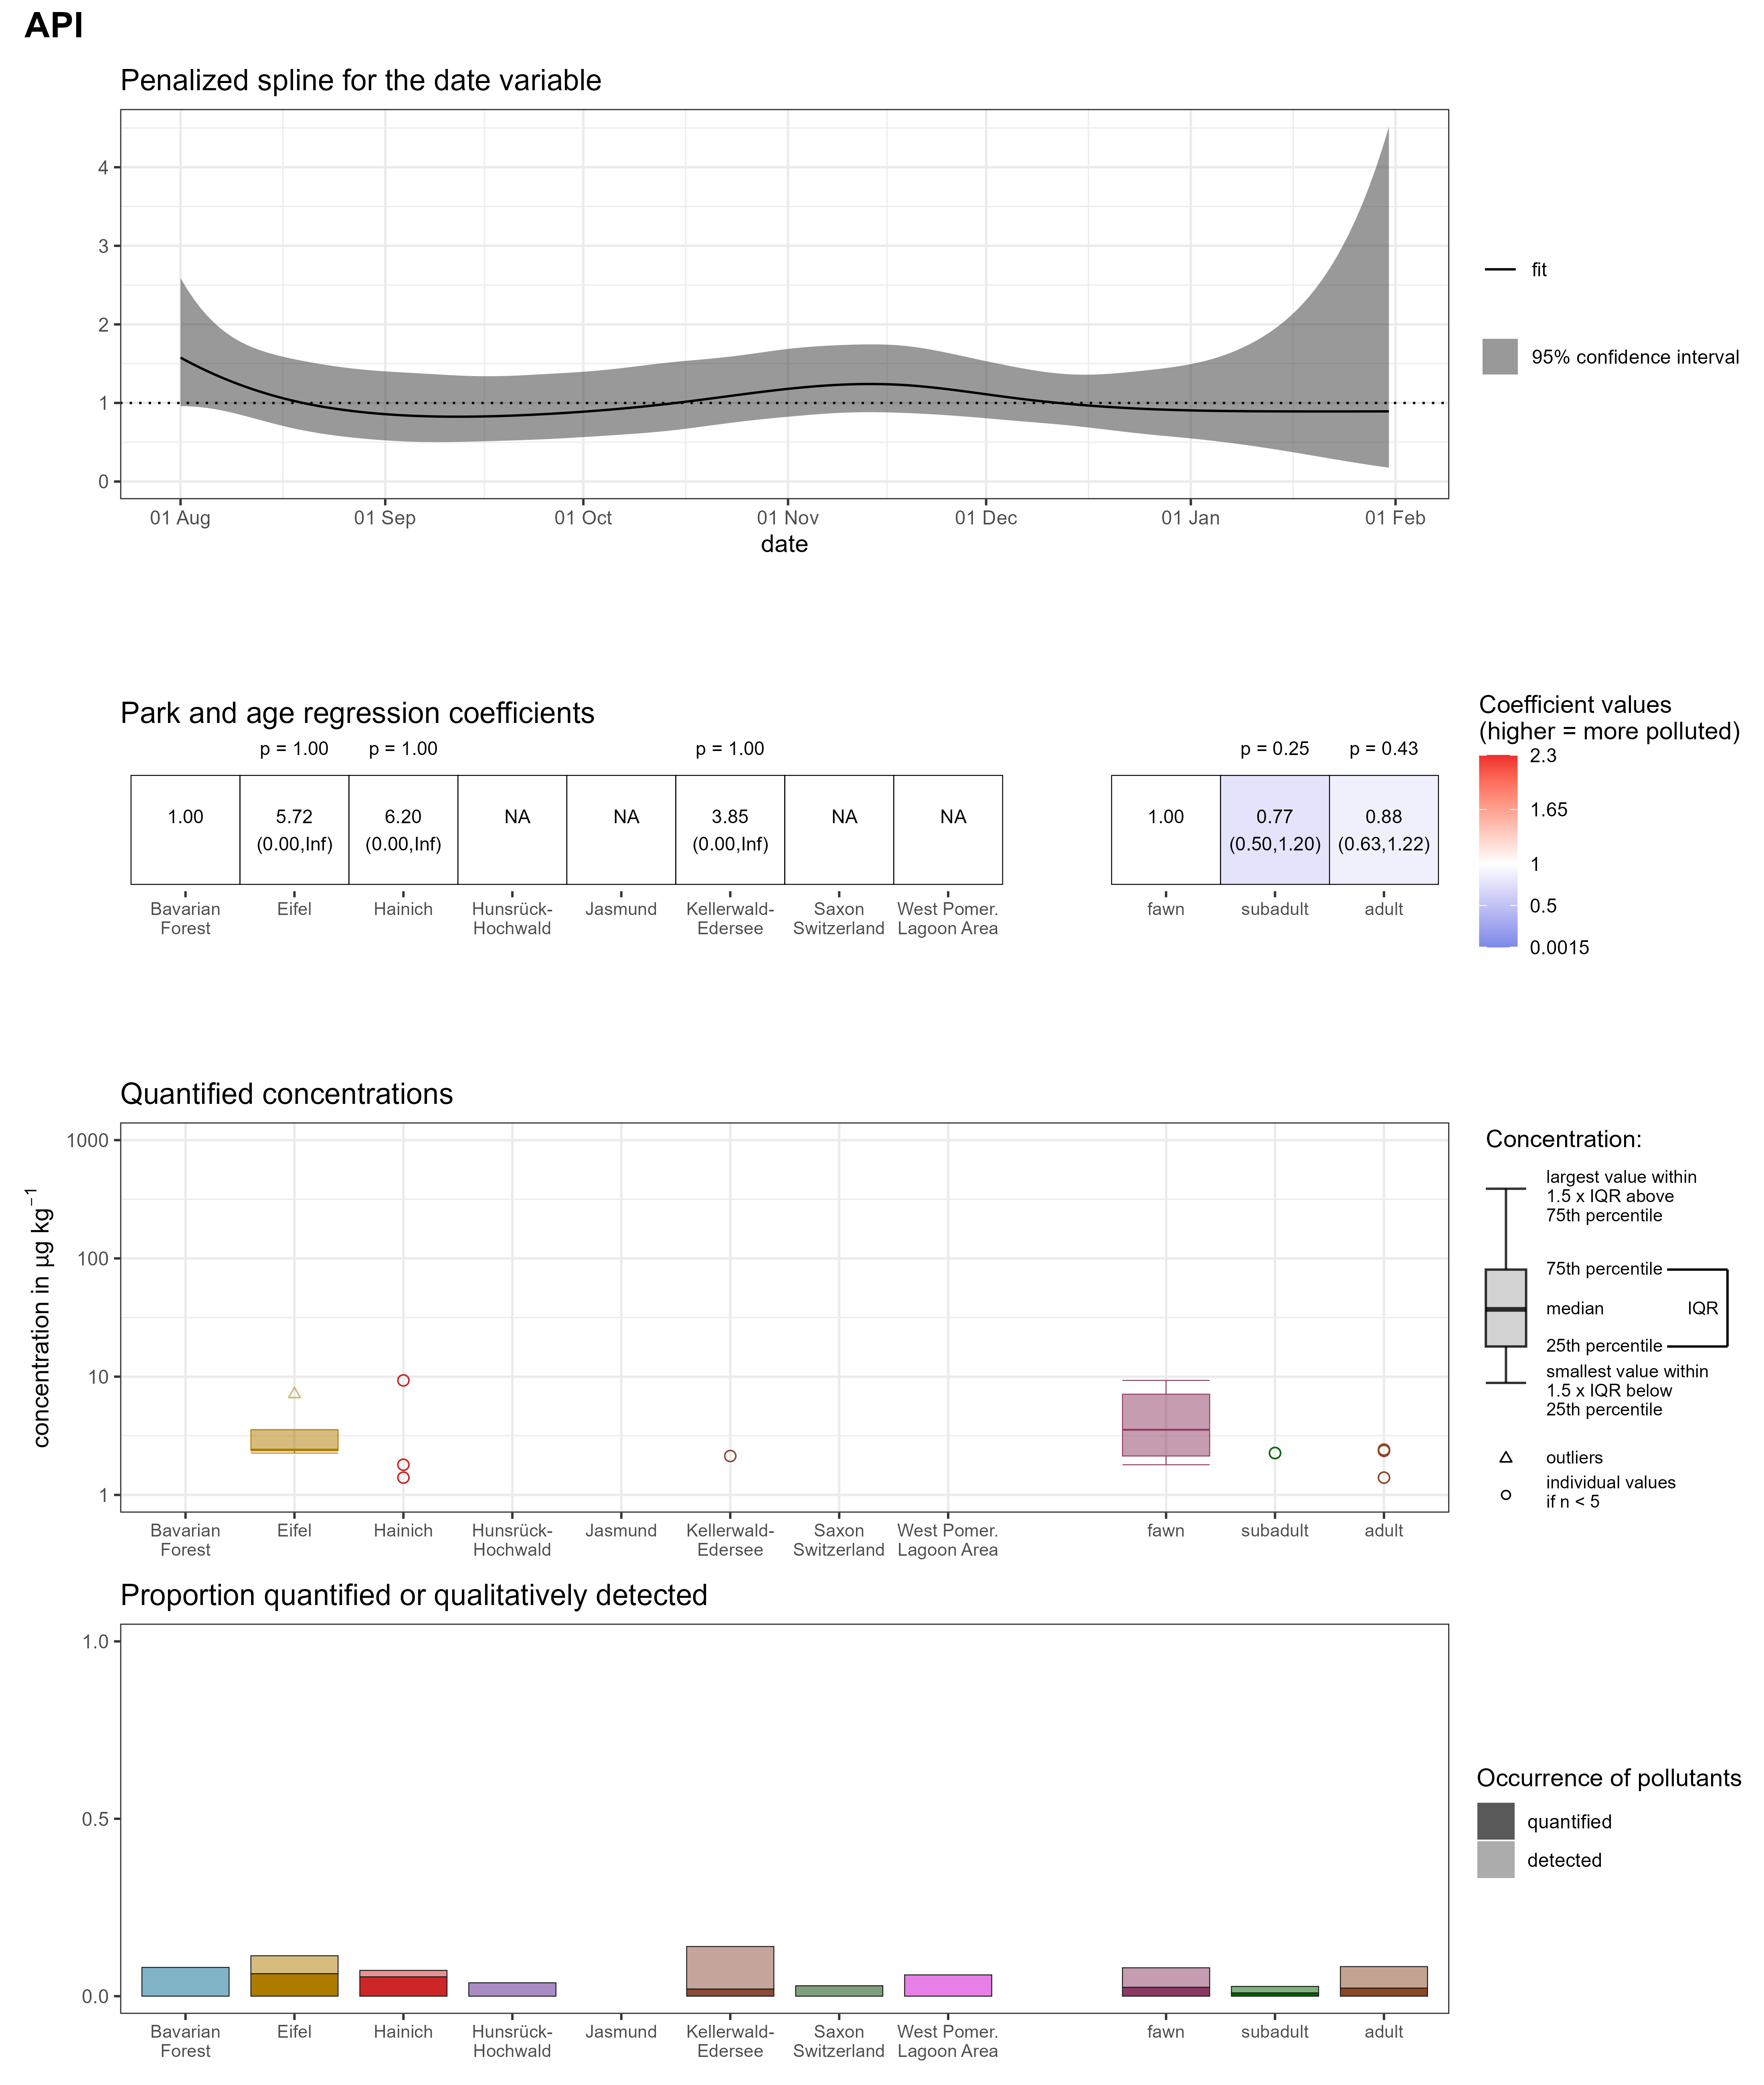 API
Penalized spline for the date variable
4
3
2
1
0
01 Aug 01 Sep 01 Oct 01 Nov 01 Dec 01 Jan 01 Feb
date
fit
95% confidence interval
Park and age regression coefficients
p = 1.00 p = 1.00 p = 1.00 p = 0.25 p = 0.43
1.00 5.72 6.20 NA NA 3.85 NA NA 1.00 0.77 0.88
(0.00,Inf) (0.00,Inf) (0.00,Inf) (0.50,1.20) (0.63,1.22)
Bavarian Eifel Hainich Hunsrück- Jasmund Kellerwald- Saxon West Pomer. fawn subadult adult
Forest Hochwald Edersee Switzerland Lagoon Area
Coefficient values
(higher = more polluted)
2.3
1.65
1
0.5
0.0015
Quantified concentrations
concentration in µg kg⁻¹
1000
100
10
1
Bavarian Eifel Hainich Hunsrück- Jasmund Kellerwald- Saxon West Pomer. fawn subadult adult
Forest Hochwald Edersee Switzerland Lagoon Area
Concentration:
largest value within
1.5 x IQR above
75th percentile
75th percentile
median IQR
25th percentile
smallest value within
1.5 x IQR below
25th percentile
outliers
individual values
if n < 5
Proportion quantified or qualitatively detected
1.0
0.5
0.0
Bavarian Eifel Hainich Hunsrück- Jasmund Kellerwald- Saxon West Pomer. fawn subadult adult
Forest Hochwald Edersee Switzerland Lagoon Area
Occurrence of pollutants
quantified
detected